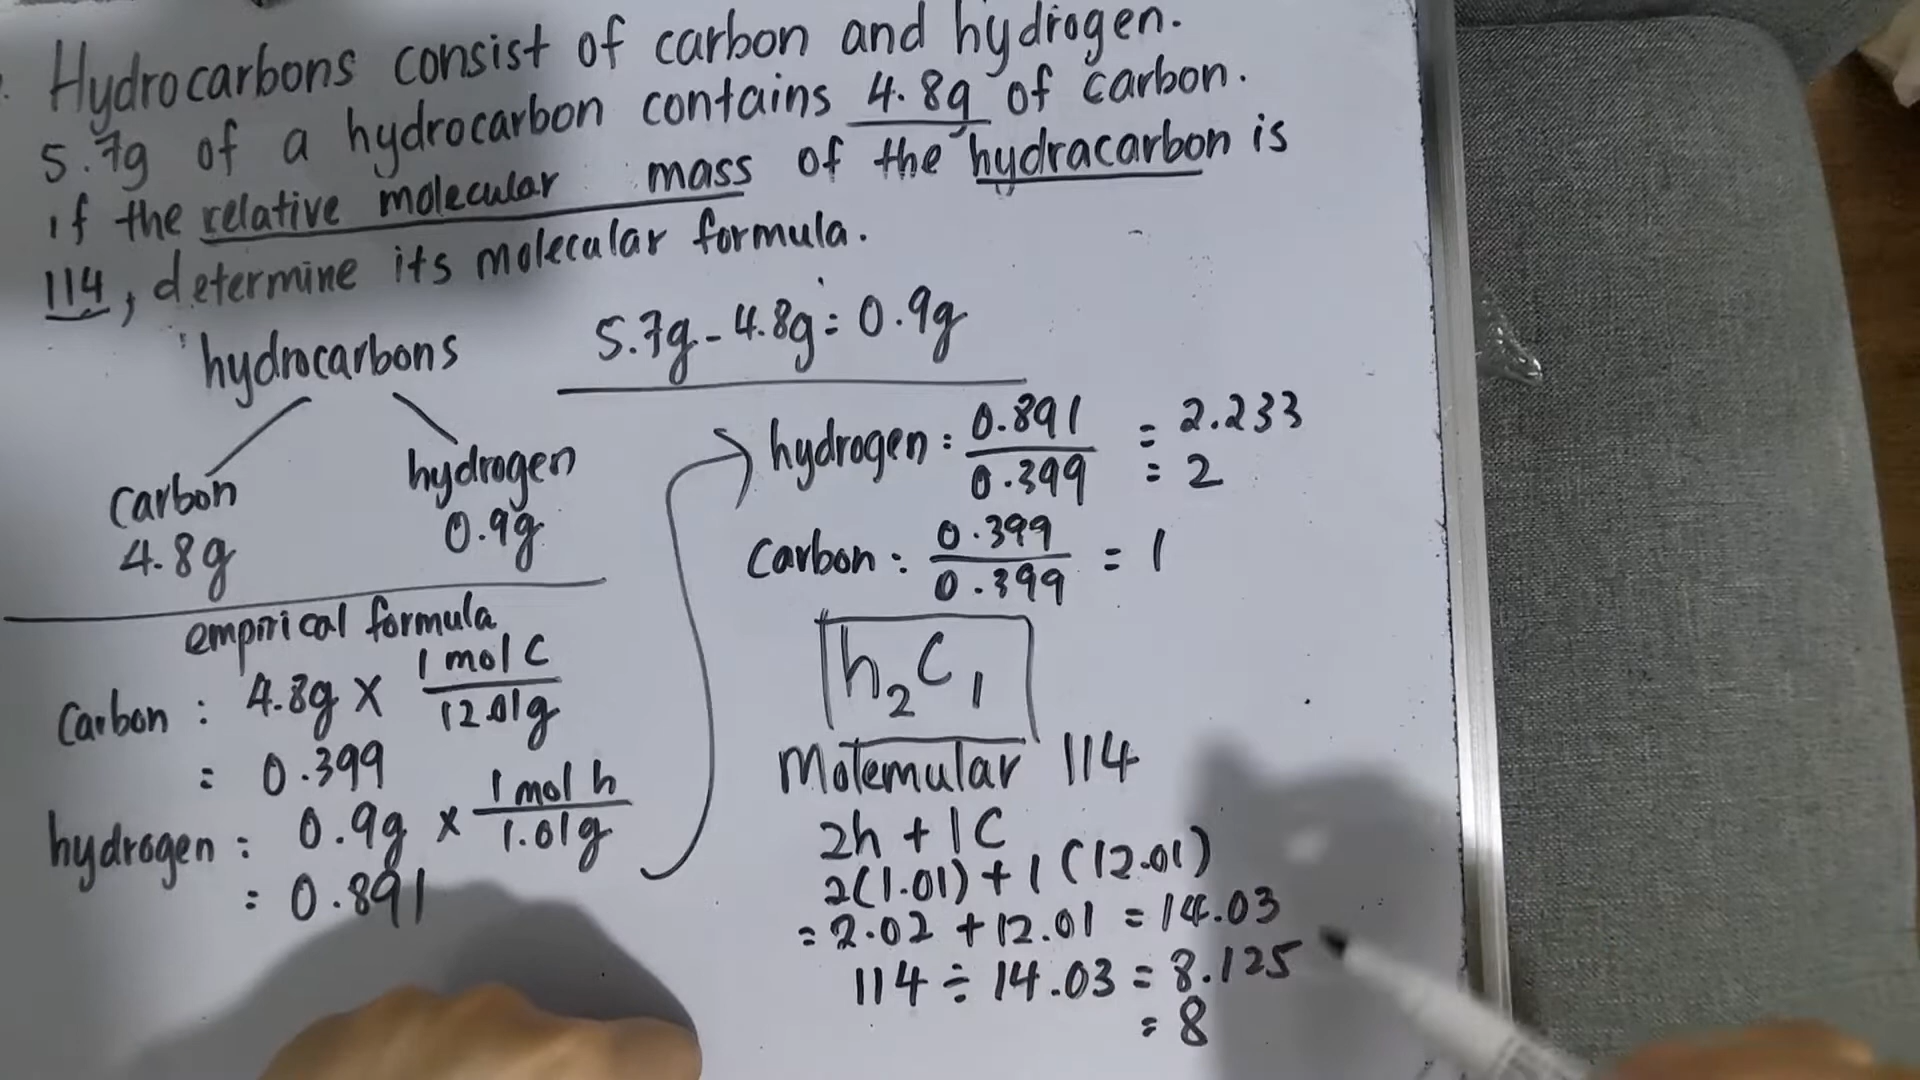 Hydrocarbons consist of carbon and hydrogen.
5.7g of a hydrocarbon contains 4.8g of carbon.
if the relative molecular mass of the hydracarbon is
114, determine its molecular formula.
hydrocarbons
carbon
4.8g
hydrogen
0.9g
5.7g - 4.8g = 0.9g
empirical formula
Carbon : 4.8g x 1 mol C / 12.01g
= 0.399
hydrogen : 0.9g x 1 mol h / 1.01g
= 0.891
hydrogen : 0.891 / 0.399 = 2.233
= 2
Carbon : 0.399 / 0.399 = 1
h₂C₁
Molemular 114
2h + 1C
2(1.01) + 1(12.01)
= 2.02 + 12.01 = 14.03
114 ÷ 14.03 = 8.125
= 8